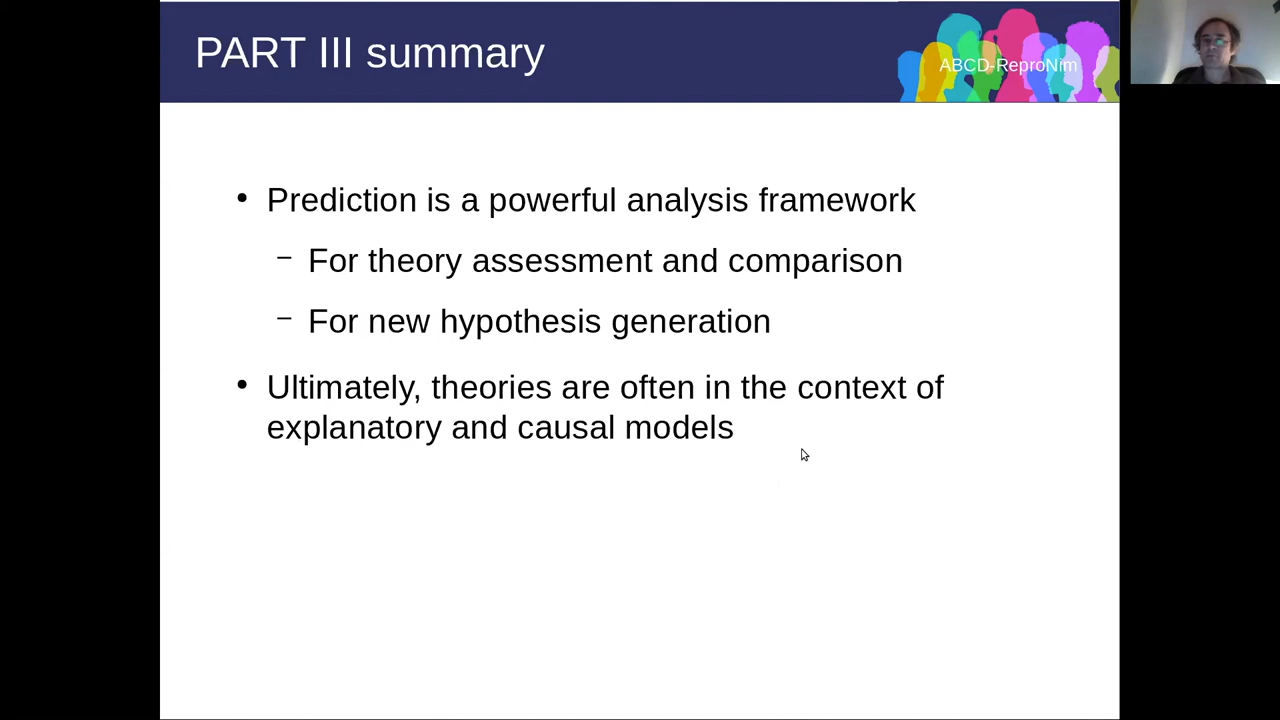 PART III summary
ABCD-ReproNim
• Prediction is a powerful analysis framework
– For theory assessment and comparison
– For new hypothesis generation
• Ultimately, theories are often in the context of
explanatory and causal models